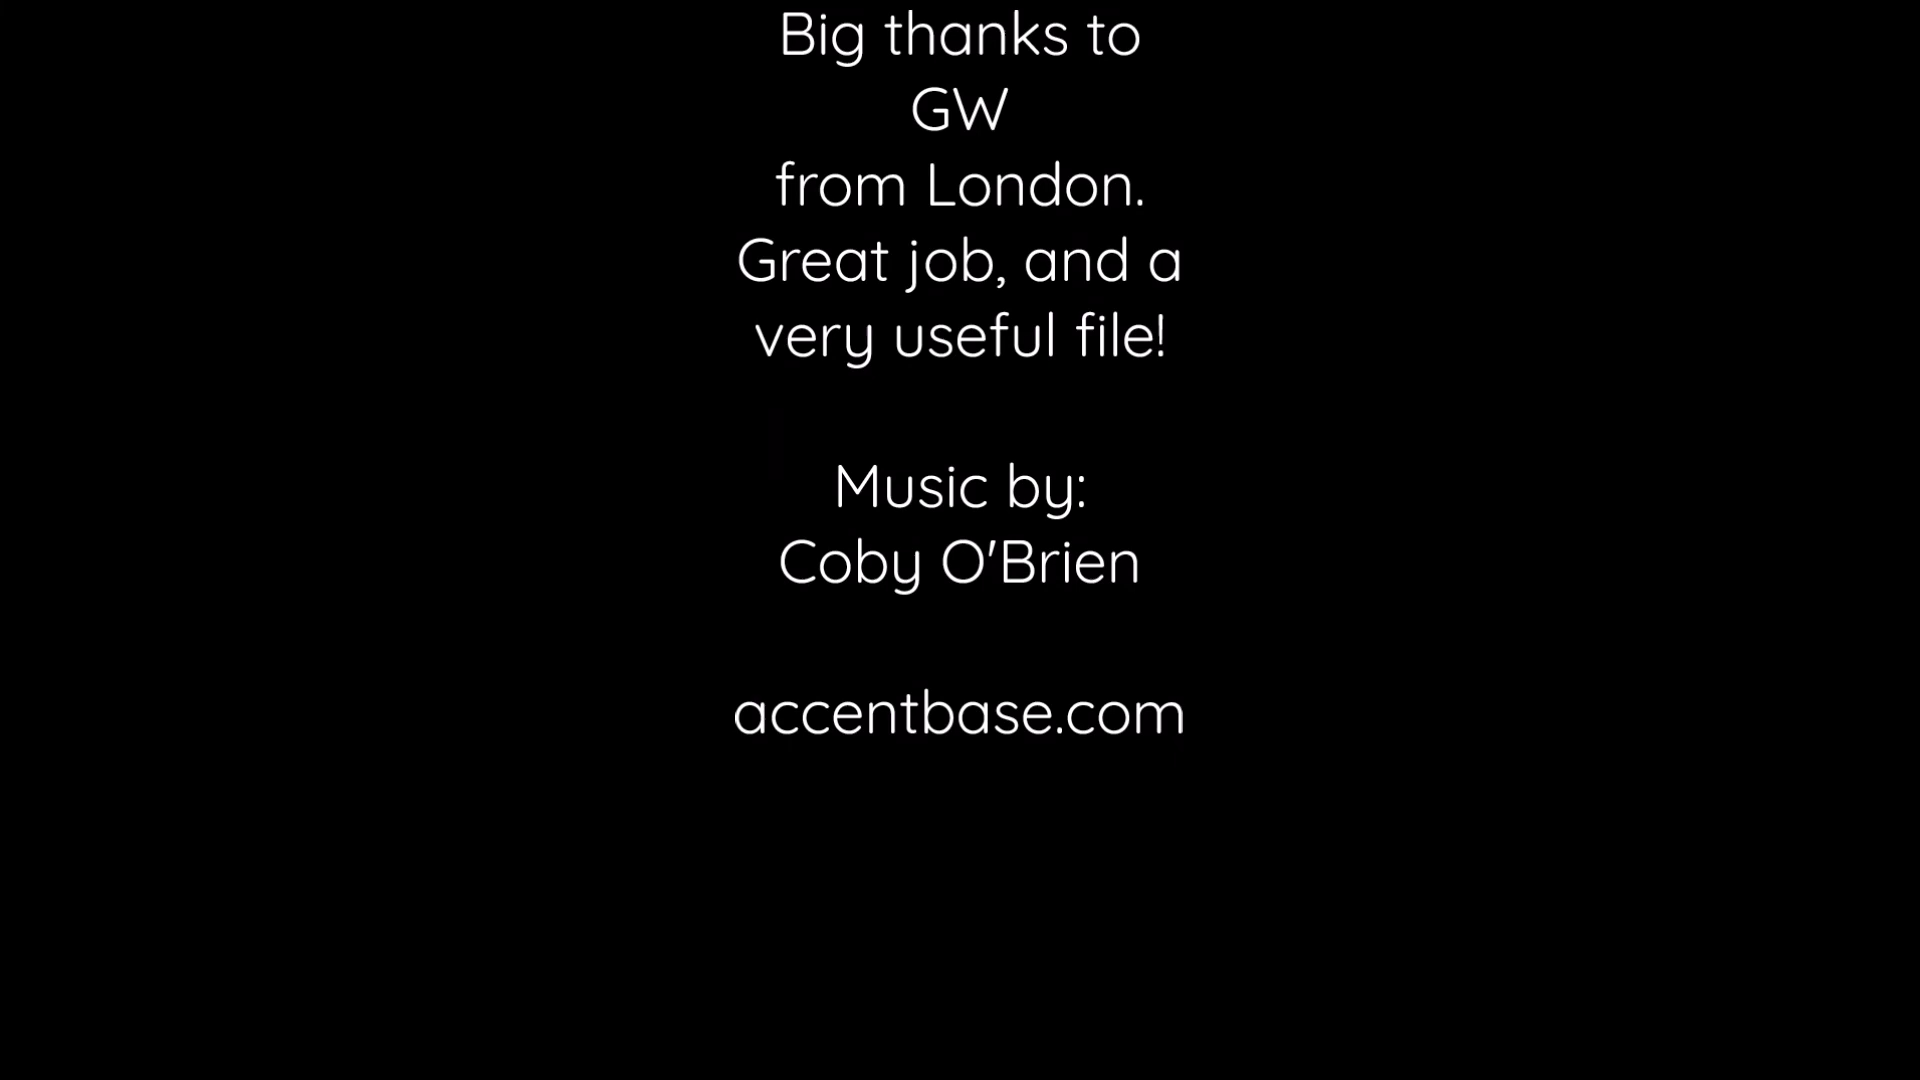 Big thanks to
GW
from London.
Great job, and a
very useful file!
Music by:
Coby O'Brien
accentbase.com